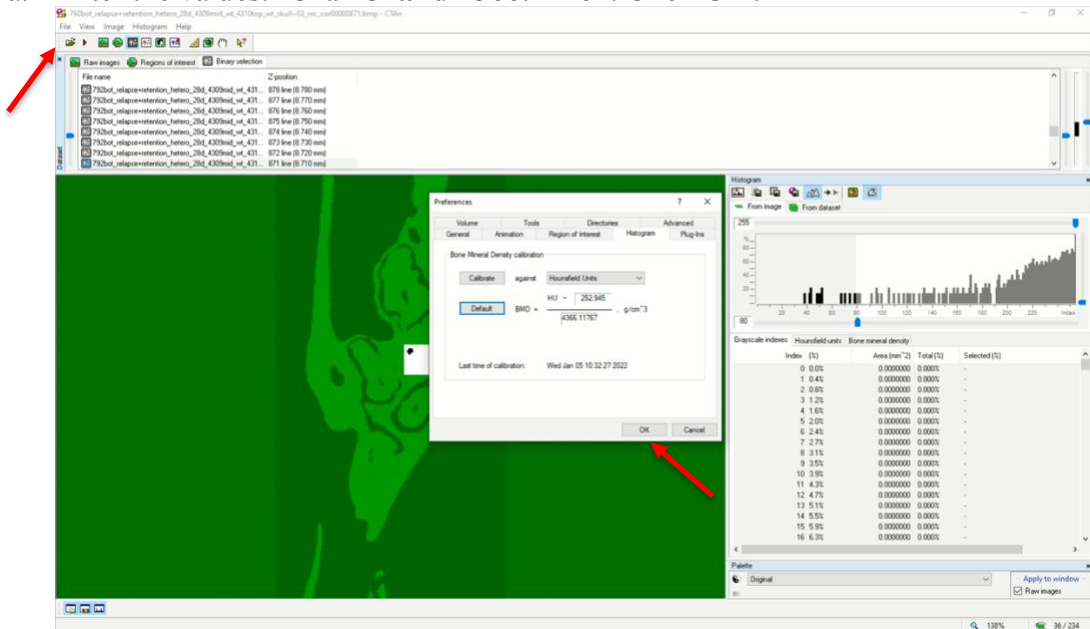 792bot_relapse+retention_hetero_28d_4309mid_wt_4310top_wt_skull~03_rec_cor00000871.bmp - CTAn
File View Image Histogram Help
Raw images Regions of interest Binary selection
File name Z-position
792bot_relapse+retention_hetero_28d_4309mid_wt_431... 878 line (8.780 mm)
792bot_relapse+retention_hetero_28d_4309mid_wt_431... 877 line (8.770 mm)
792bot_relapse+retention_hetero_28d_4309mid_wt_431... 876 line (8.760 mm)
792bot_relapse+retention_hetero_28d_4309mid_wt_431... 875 line (8.750 mm)
792bot_relapse+retention_hetero_28d_4309mid_wt_431... 874 line (8.740 mm)
792bot_relapse+retention_hetero_28d_4309mid_wt_431... 873 line (8.730 mm)
792bot_relapse+retention_hetero_28d_4309mid_wt_431... 872 line (8.720 mm)
792bot_relapse+retention_hetero_28d_4309mid_wt_431... 871 line (8.710 mm)
Dataset
Preferences ? X
Volume Tools Directories Advanced
General Animation Region of Interest Histogram Plug-Ins
Bone Mineral Density calibration
Calibrate against Hounsfield Units
Default BMD = HU - 252.945 , g/cm^3
4366.11767
Last time of calibration: Wed Jan 05 10:32:27 2022
OK Cancel
Histogram
From image From dataset
255
%
80
60
40
20
20 40 60 80 100 120 140 160 180 200 220 index
80
Grayscale indexes Hounsfield units Bone mineral density
Index (%) Area (mm^2) Total (%) Selected (%)
0 0.0% 0.0000000 0.000% -
1 0.4% 0.0000000 0.000% -
2 0.8% 0.0000000 0.000% -
3 1.2% 0.0000000 0.000% -
4 1.6% 0.0000000 0.000% -
5 2.0% 0.0000000 0.000% -
6 2.4% 0.0000000 0.000% -
7 2.7% 0.0000000 0.000% -
8 3.1% 0.0000000 0.000% -
9 3.5% 0.0000000 0.000% -
10 3.9% 0.0000000 0.000% -
11 4.3% 0.0000000 0.000% -
12 4.7% 0.0000000 0.000% -
13 5.1% 0.0000000 0.000% -
14 5.5% 0.0000000 0.000% -
15 5.9% 0.0000000 0.000% -
16 6.3% 0.0000000 0.000% -
Palette
Original
Apply to window
Raw images
138% 36 / 234